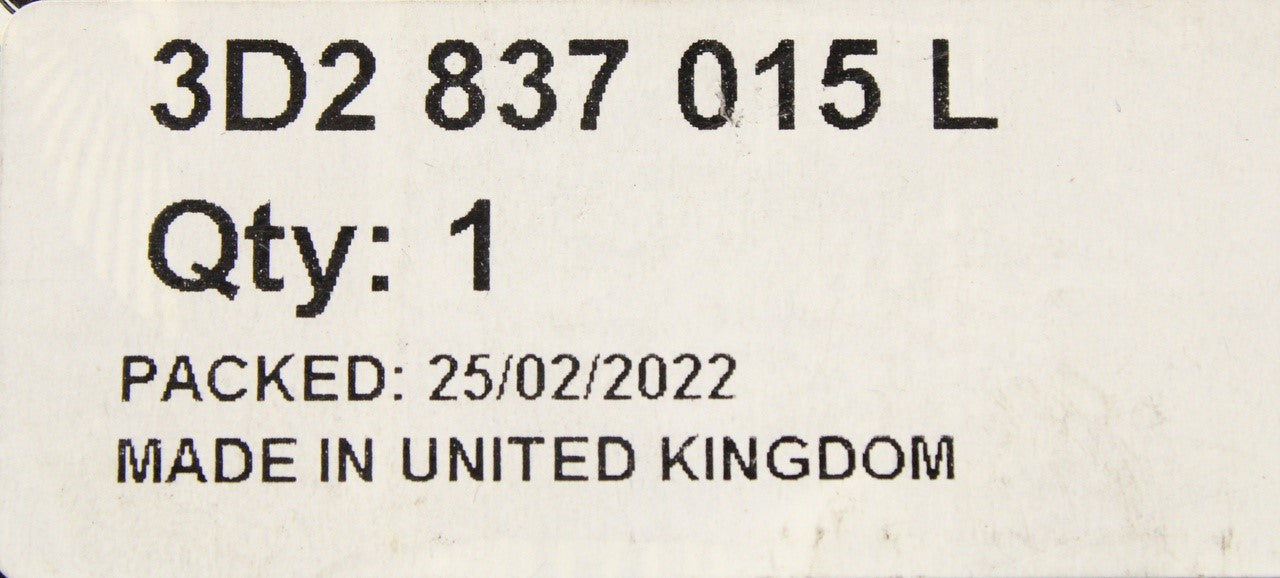 3D2 837 015 L
Qty: 1
PACKED: 25/02/2022
MADE IN UNITED KINGDOM